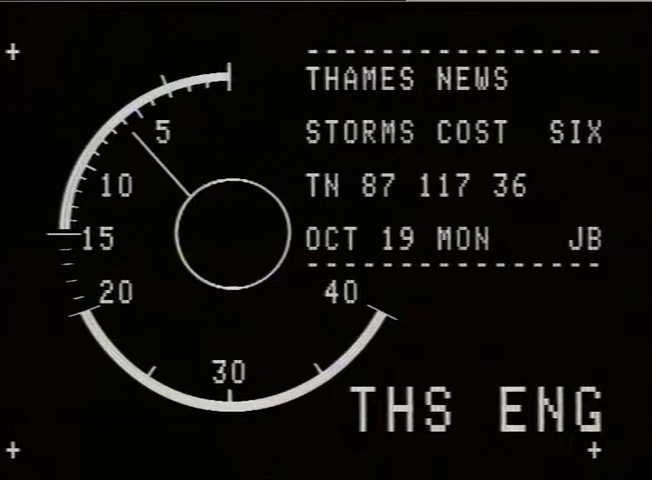 THAMES NEWS
STORMS COST SIX
TN 87 117 36
OCT 19 MON JB
5
10
15
20
30
40
THS ENG